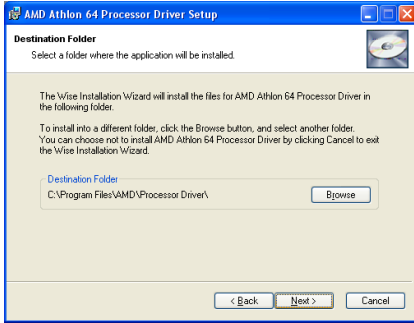 AMD Athlon 64 Processor Driver Setup
Destination Folder
Select a folder where the application will be installed.
The Wise Installation Wizard will install the files for AMD Athlon 64 Processor Driver in
the following folder.
To install into a different folder, click the Browse button, and select another folder.
You can choose not to install AMD Athlon 64 Processor Driver by clicking Cancel to exit
the Wise Installation Wizard.
Destination Folder
C:\Program Files\AMD\Processor Driver\
Browse
< Back
Next >
Cancel